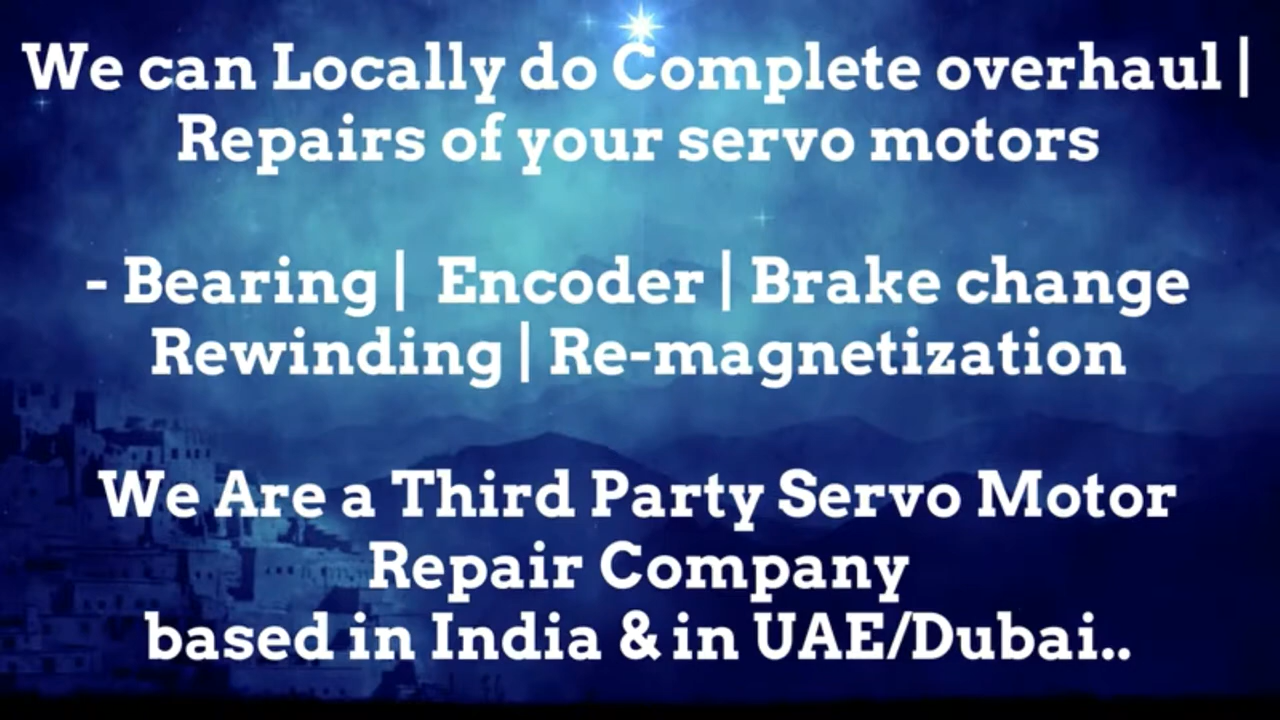 We can Locally do Complete overhaul |
Repairs of your servo motors
- Bearing | Encoder | Brake change
Rewinding | Re-magnetization
We Are a Third Party Servo Motor
Repair Company
based in India & in UAE/Dubai..